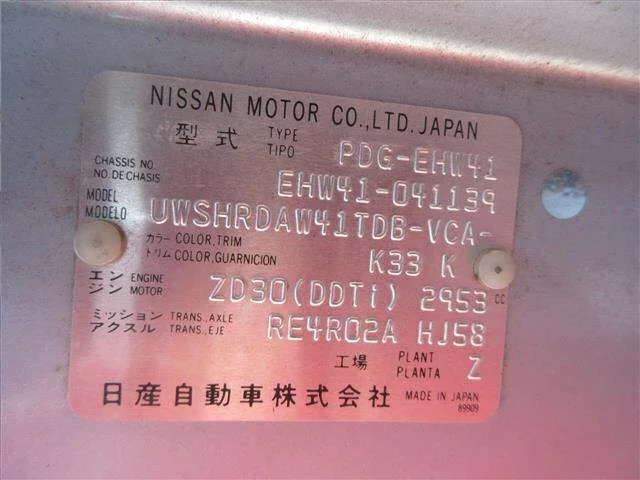 NISSAN MOTOR CO.,LTD. JAPAN
型式 TYPE TIPO PDG-EHW41
CHASSIS NO. NO.DE CHASIS EHW41-041139
MODEL MODELO UWSHRDAW41TDB-VCA-
カラー COLOR,TRIM
トリム COLOR,GUARNICION K33 K
エンジン ENGINE MOTOR ZD30(DDTi) 2953 CC
ミッション TRANS.,AXLE
アクスル TRANS.,EJE RE4R02A HJ58
工場 PLANT PLANTA Z
日産自動車株式会社 MADE IN JAPAN
89909